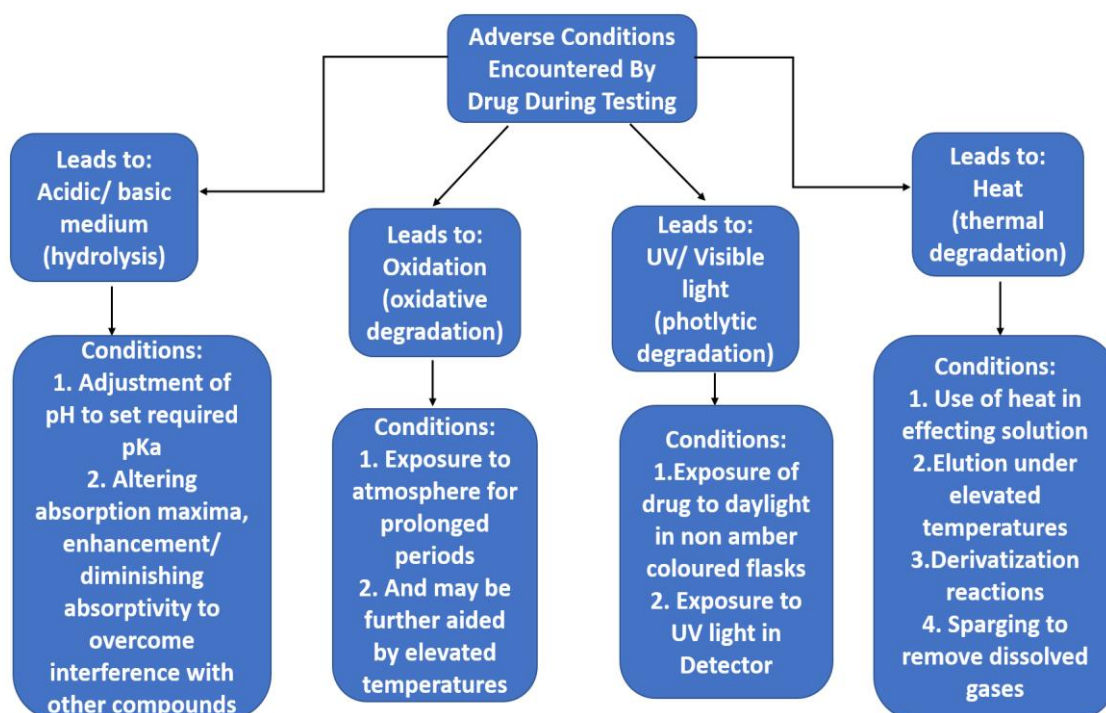 Adverse Conditions
Encountered By
Drug During Testing
Leads to:
Acidic/ basic
medium
(hydrolysis)
Leads to:
Oxidation
(oxidative
degradation)
Leads to:
UV/ Visible
light
(photlytic
degradation)
Leads to:
Heat
(thermal
degradation)
Conditions:
1. Adjustment of
pH to set required
pKa
2. Altering
absorption maxima,
enhancement/
diminishing
absorptivity to
overcome
interference with
other compounds
Conditions:
1. Exposure to
atmosphere for
prolonged
periods
2. And may be
further aided
by elevated
temperatures
Conditions:
1.Exposure of
drug to daylight
in non amber
coloured flasks
2. Exposure to
UV light in
Detector
Conditions:
1. Use of heat in
effecting solution
2.Elution under
elevated
temperatures
3.Derivatization
reactions
4. Sparging to
remove dissolved
gases